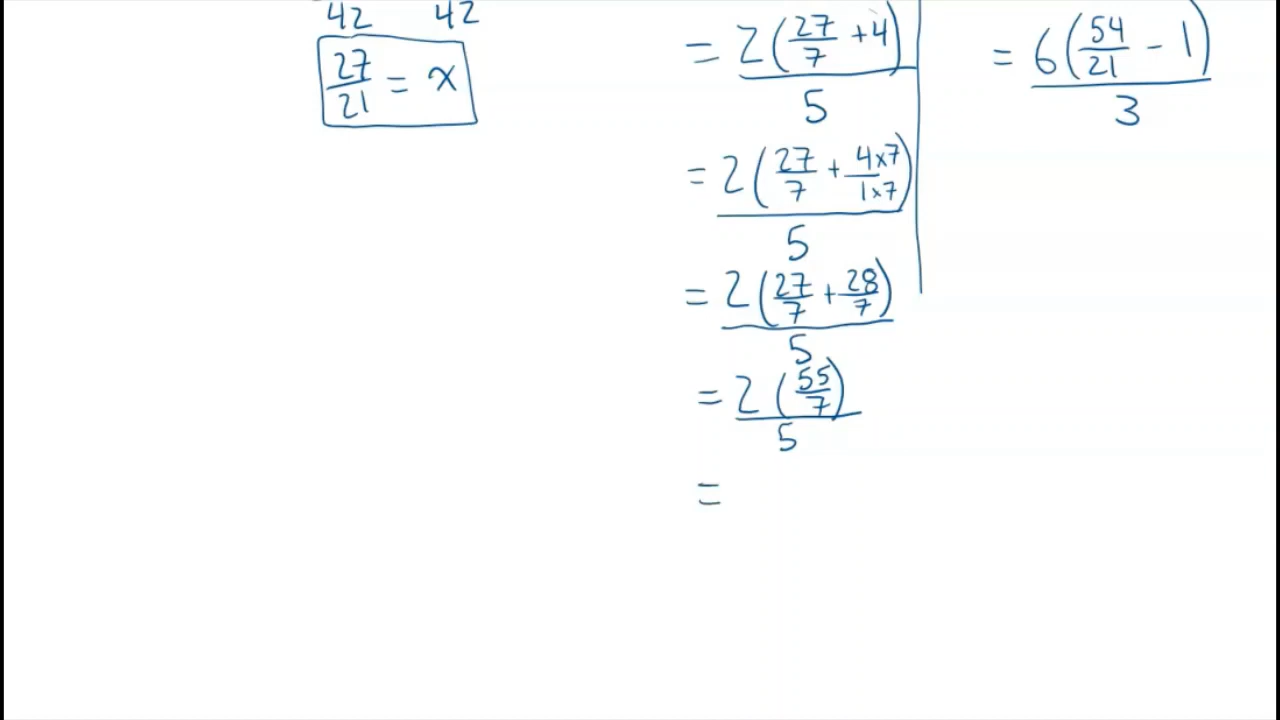 42 42
27/21 = x
= 2(27/7 + 4)/5
= 2(27/7 + 4x7/1x7)/5
= 2(27/7 + 28/7)/5
= 2(55/7)/5
=
= 6(54/21 - 1)/3